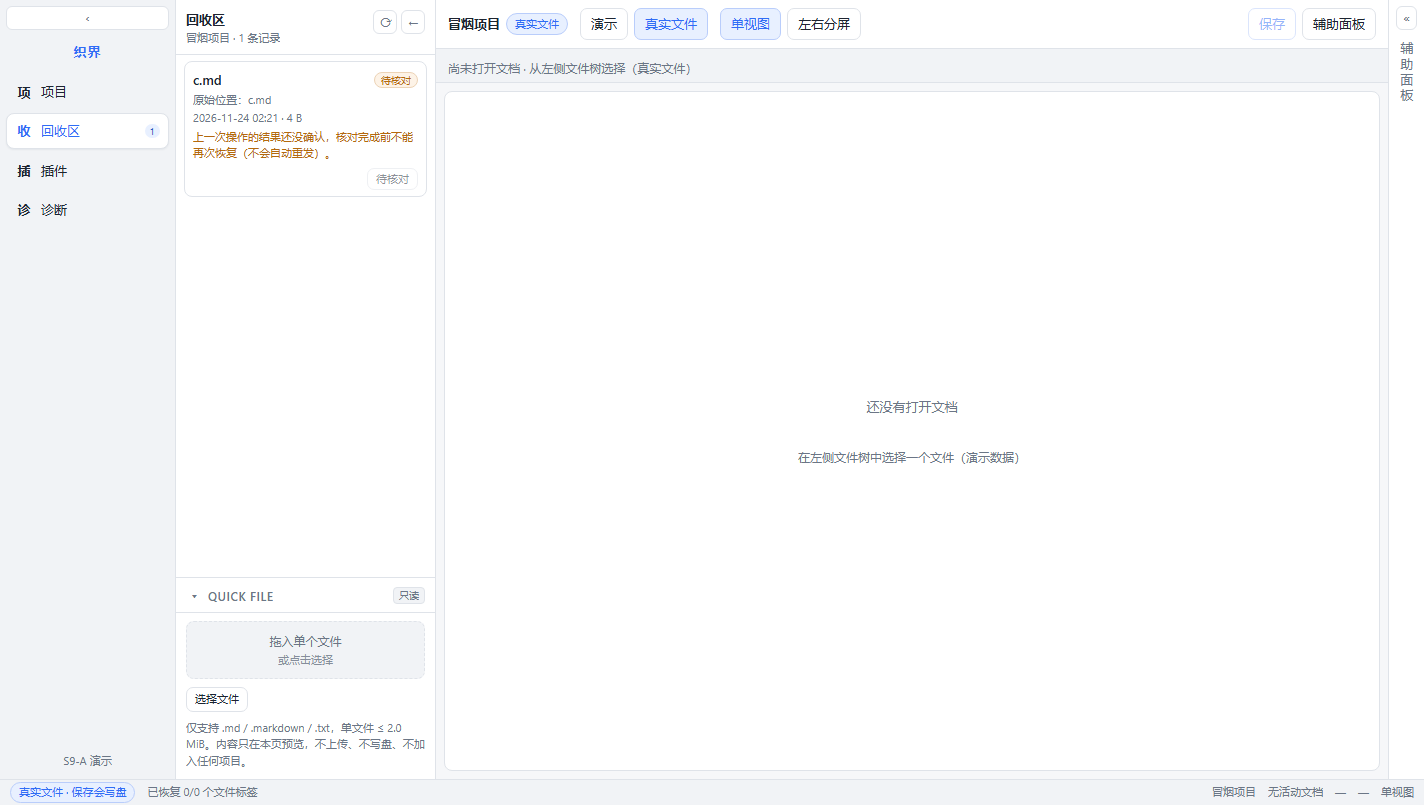 ‹
织界
项 项目
收 回收区 1
插 插件
诊 诊断
S9-A 演示
回收区
冒烟项目 · 1 条记录
⟳ ←
c.md 待核对
原始位置：c.md
2026-11-24 02:21 · 4 B
上一次操作的结果还没确认，核对完成前不能
再次恢复（不会自动重发）。
待核对
▾ QUICK FILE 只读
拖入单个文件
或点击选择
选择文件
仅支持 .md / .markdown / .txt，单文件 ≤ 2.0
MiB。内容只在本页预览，不上传、不写盘、不加
入任何项目。
冒烟项目 真实文件 演示 真实文件 单视图 左右分屏 保存 辅助面板
尚未打开文档 · 从左侧文件树选择（真实文件）
还没有打开文档
在左侧文件树中选择一个文件（演示数据）
«
辅助面板
真实文件 · 保存会写盘 已恢复 0/0 个文件标签 冒烟项目 无活动文档 — — 单视图